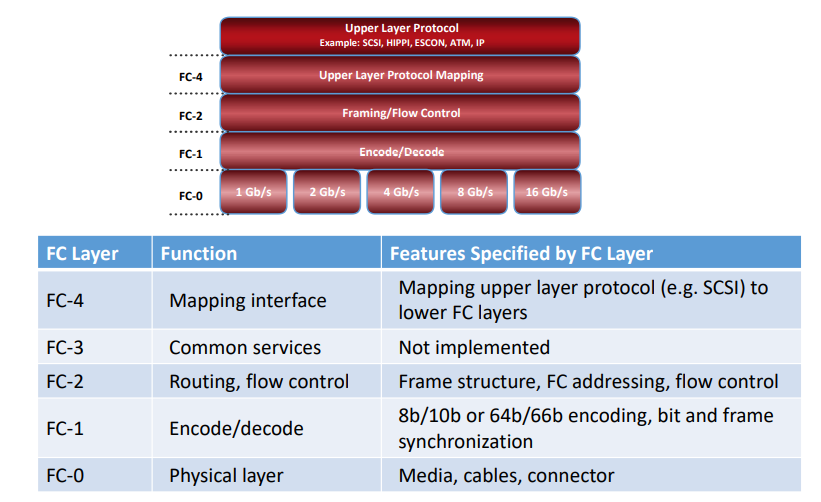 Upper Layer Protocol
Example: SCSI, HIPPI, ESCON, ATM, IP
FC-4
Upper Layer Protocol Mapping
FC-2
Framing/Flow Control
FC-1
Encode/Decode
FC-0
1 Gb/s
2 Gb/s
4 Gb/s
8 Gb/s
16 Gb/s
FC Layer Function Features Specified by FC Layer
FC-4 Mapping interface Mapping upper layer protocol (e.g. SCSI) to
lower FC layers
FC-3 Common services Not implemented
FC-2 Routing, flow control Frame structure, FC addressing, flow control
FC-1 Encode/decode 8b/10b or 64b/66b encoding, bit and frame
synchronization
FC-0 Physical layer Media, cables, connector